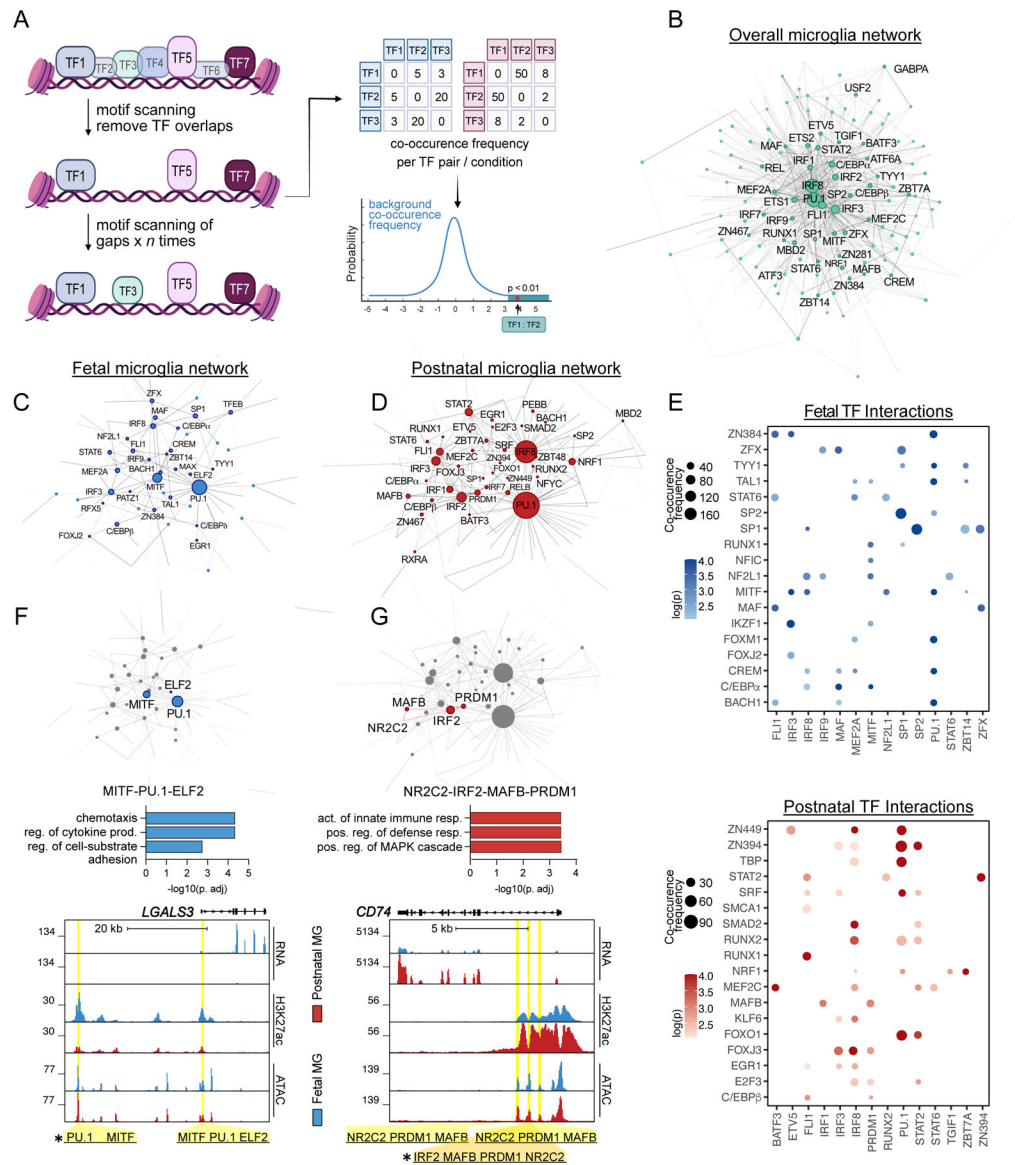 A
TF1
TF2
TF3
TF4
TF5
TF6
TF7
motif scanning
remove TF overlaps
TF1
TF5
TF7
motif scanning of
gaps x n times
TF1
TF3
TF5
TF7
TF1 TF2 TF3
TF1 0 5 3
TF2 5 0 20
TF3 3 20 0
TF1 TF2 TF3
TF1 0 50 8
TF2 50 0 2
TF3 8 2 0
co-occurence frequency
per TF pair / condition
background
co-occurence
frequency
Probability
p < 0.01
-5 -4 -3 -2 -1 0 1 2 3 4 5
TF1 : TF2
B
Overall microglia network
GABPA
USF2
ETV5
ETS2
TGIF1
BATF3
MAF
STAT2
IRF1
ATF6A
REL
C/EBPα
IRF2
TYY1
IRF8
MEF2A
SP2
C/EBPβ
ZBT7A
PU.1
ETS1
IRF3
IRF7
IRF9
FLI1
MEF2C
ZN467
RUNX1
SP1
ZFX
MBD2
MITF
ZN281
STAT6
NRF1
ATF3
MAFB
CREM
ZN384
ZBT14
Fetal microglia network
C
ZFX
TFEB
MAF
SP1
IRF8
C/EBPα
NF2L1
CREM
FLI1
STAT6
IRF9
ZBT14
MAX
TYY1
MEF2A
BACH1
ELF2
MITF
IRF3
PU.1
PATZ1
RFX5
TAL1
ZN384
C/EBPβ
C/EBPδ
FOXJ2
EGR1
Postnatal microglia network
D
STAT2
PEBB
EGR1
BACH1
MBD2
ETV5
E2F3
SMAD2
RUNX1
ZBT7A
SRF
IRF8
SP2
STAT6
FLI1
MEF2C
ZN394
ZBT48
NRF1
IRF3
FOXJ3
FOXO1
RUNX2
C/EBPα
SP1
ZN449
NFYC
IRF1
IRF7
RELB
MAFB
PRDM1
C/EBPβ
IRF2
PU.1
ZN467
BATF3
RXRA
E
Fetal TF Interactions
ZN384
ZFX
TYY1
TAL1
STAT6
SP2
SP1
RUNX1
NFIC
NF2L1
MITF
MAF
IKZF1
FOXM1
FOXJ2
CREM
C/EBPα
BACH1
Co-occurence
frequency
40
80
120
160
log(p)
4.0
3.5
3.0
2.5
FLI1
IRF3
IRF8
IRF9
MAF
MEF2A
MITF
NF2L1
SP1
SP2
PU.1
STAT6
ZBT14
ZFX
F
ELF2
MITF
PU.1
MITF-PU.1-ELF2
chemotaxis
reg. of cytokine prod.
reg. of cell-substrate
adhesion
0 1 2 3 4 5
-log10(p. adj)
G
MAFB
PRDM1
NR2C2
IRF2
NR2C2-IRF2-MAFB-PRDM1
act. of innate immune resp.
pos. reg. of defense resp.
pos. reg. of MAPK cascade
0 1 2 3 4
-log10(p. adj)
Postnatal TF Interactions
ZN449
ZN394
TBP
STAT2
SRF
SMCA1
SMAD2
RUNX2
RUNX1
NRF1
MEF2C
MAFB
KLF6
FOXO1
FOXJ3
EGR1
E2F3
C/EBPβ
Co-occurence
frequency
30
60
90
log(p)
4.0
3.5
3.0
2.5
BATF3
ETV5
FLI1
IRF1
IRF3
IRF8
PRDM1
RUNX2
PU.1
STAT2
STAT6
TGIF1
ZBT7A
ZN394
LGALS3
20 kb
134
134
RNA
30
30
H3K27ac
77
77
ATAC
* PU.1 MITF
MITF PU.1 ELF2
Fetal MG
Postnatal MG
CD74
5 kb
5134
5134
RNA
56
56
H3K27ac
139
139
ATAC
NR2C2 PRDM1 MAFB
NR2C2 PRDM1 MAFB
* IRF2 MAFB PRDM1 NR2C2